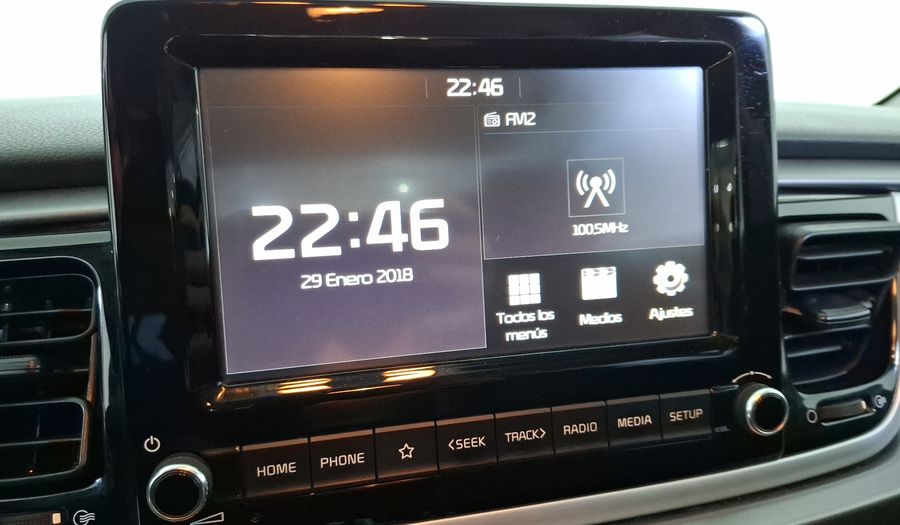 22:46
FM2
22:46
29 Enero 2018
100.5MHz
Todos los
menús
Medios
Ajustes
HOME
PHONE
<SEEK
TRACK>
RADIO
MEDIA
SETUP